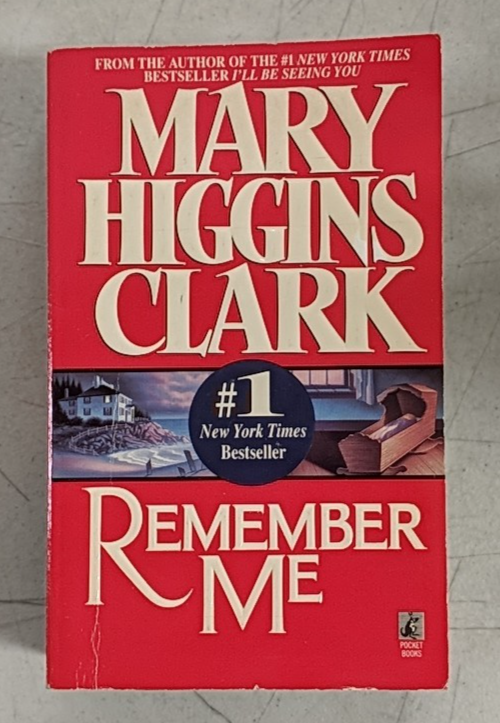 FROM THE AUTHOR OF THE #1 NEW YORK TIMES
BESTSELLER I'LL BE SEEING YOU
MARY
HIGGINS
CLARK
#1
New York Times
Bestseller
REMEMBER
ME
POCKET
BOOKS